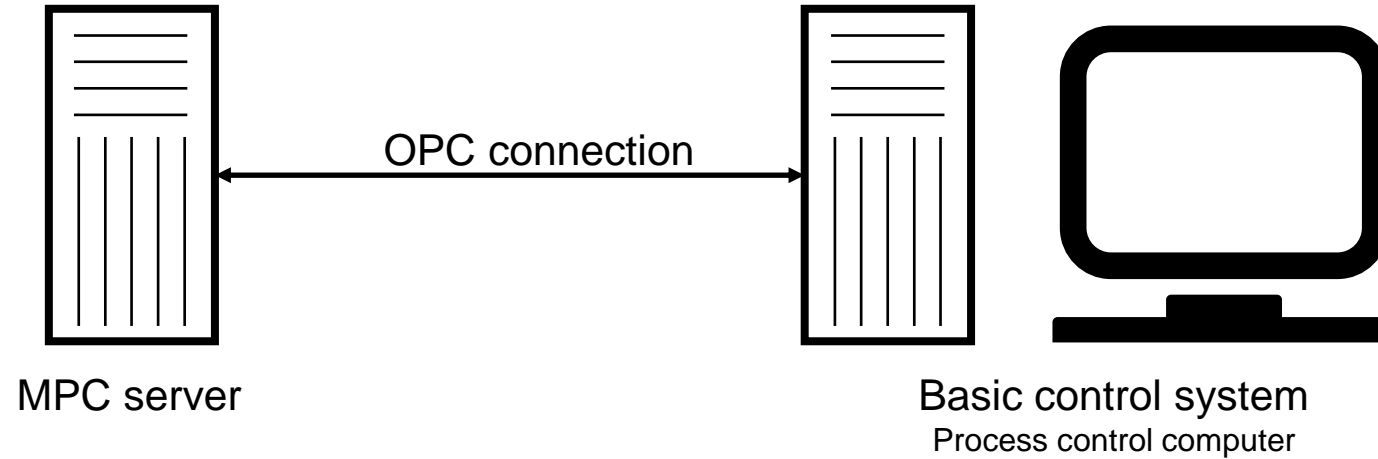 OPC connection
MPC server
Basic control system
Process control computer